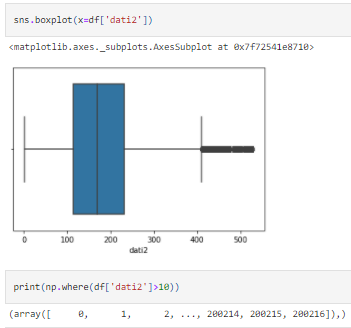 sns.boxplot(x=df['dati2'])
<matplotlib.axes._subplots.AxesSubplot at 0x7f72541e8710>
0 100 200 300 400 500
dati2
print(np.where(df['dati2']>10))
(array([     0,      1,      2, ..., 200214, 200215, 200216]),)